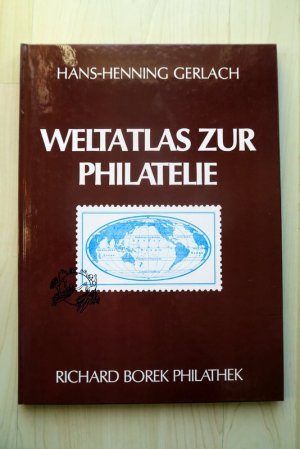 HANS-HENNING GERLACH
WELTATLAS ZUR
PHILATELIE
RICHARD BOREK PHILATHEK